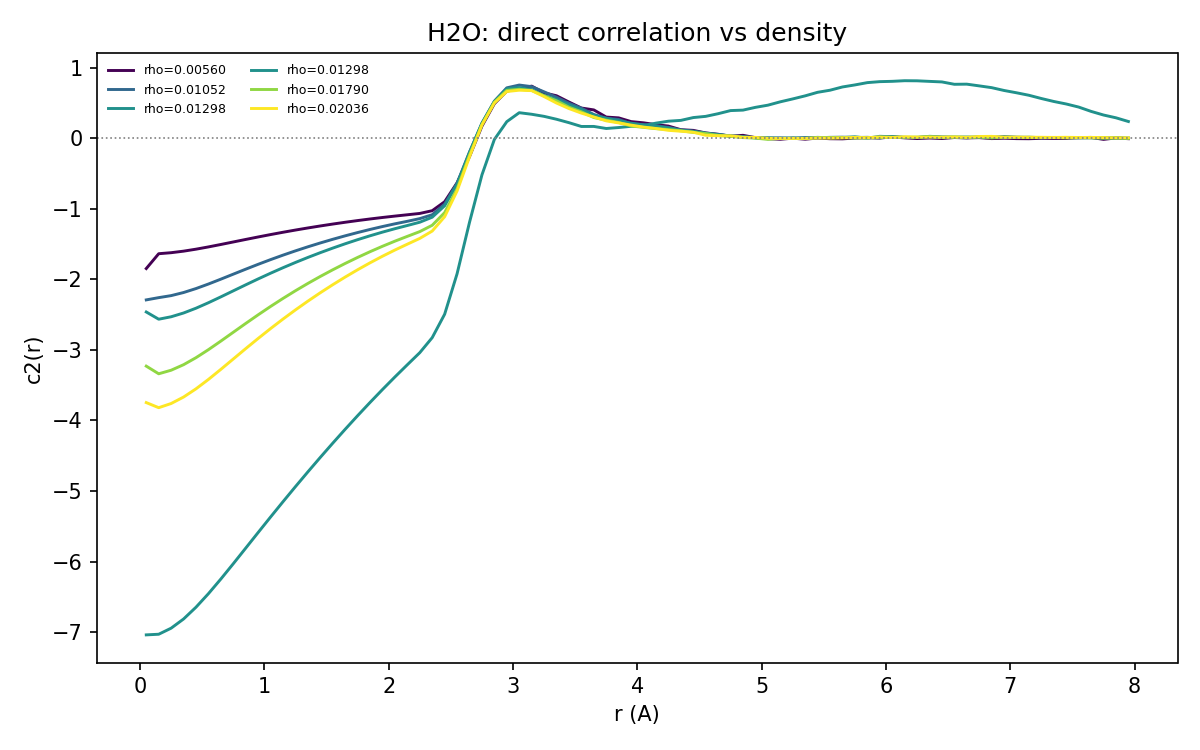 H2O: direct correlation vs density
rho=0.00560
rho=0.01052
rho=0.01298
rho=0.01298
rho=0.01790
rho=0.02036
c2(r)
1
0
−1
−2
−3
−4
−5
−6
−7
0 1 2 3 4 5 6 7 8
r (A)